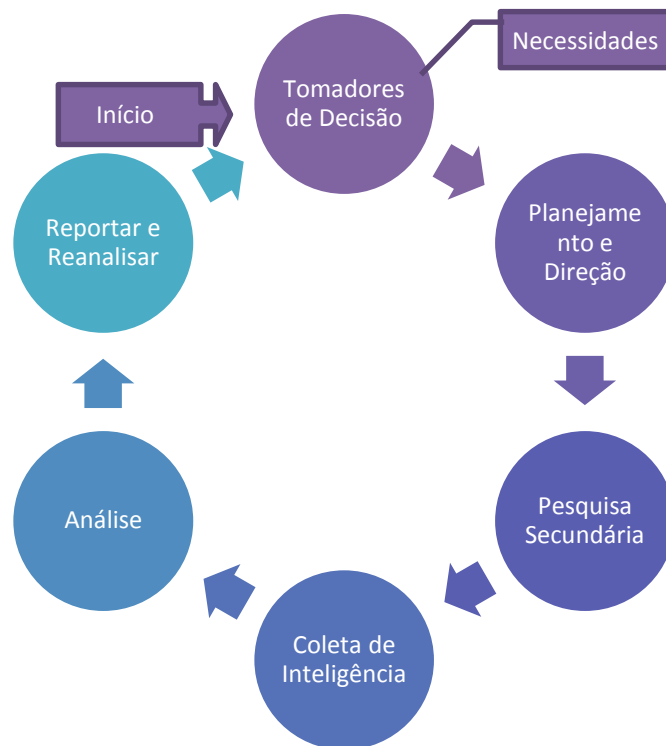 Necessidades
Tomadores
de Decisão
Início
Planejame
nto e
Direção
Reportar e
Reanalisar
Pesquisa
Secundária
Análise
Coleta de
Inteligência